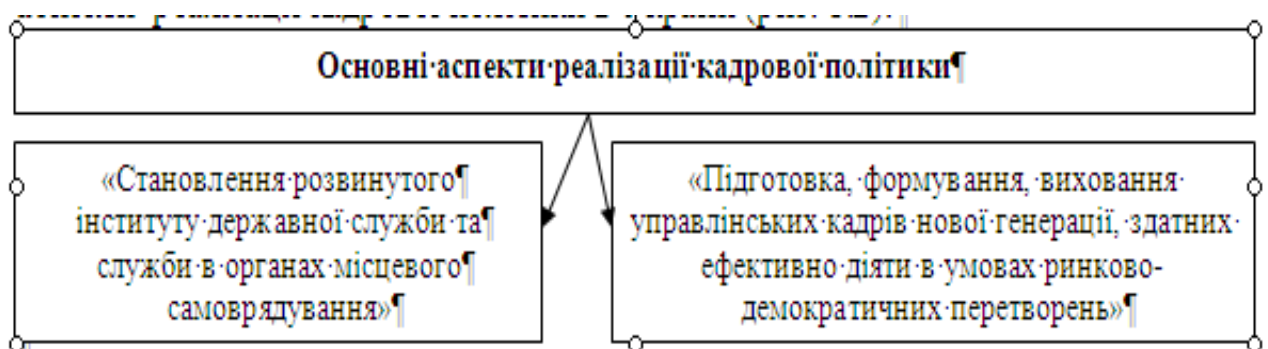 Основні аспекти реалізації кадрової політики¶
«Становлення розвинутого¶
інституту державної служби та¶
служби в органах місцевого¶
самоврядування»¶
«Підготовка, формування, виховання
управлінських кадрів нової генерації, здатних
ефективно діяти в умовах ринково-
демократичних перетворень»¶